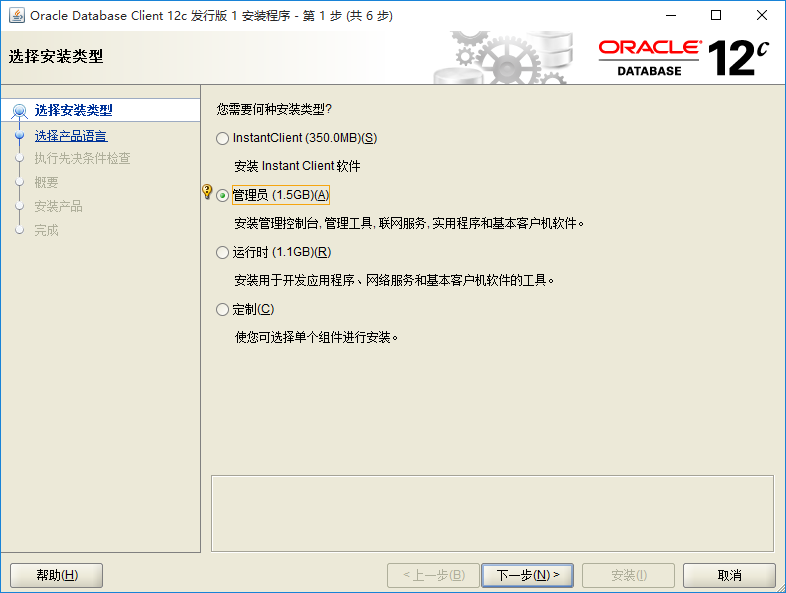 Oracle Database Client 12c 发行版 1 安装程序 - 第 1 步 (共 6 步)
选择安装类型
ORACLE®
DATABASE
12c
选择安装类型
选择产品语言
执行先决条件检查
概要
安装产品
完成
您需要何种安装类型?
InstantClient (350.0MB)(S)
安装 Instant Client 软件
管理员 (1.5GB)(A)
安装管理控制台, 管理工具, 联网服务, 实用程序和基本客户机软件。
运行时 (1.1GB)(R)
安装用于开发应用程序、网络服务和基本客户机软件的工具。
定制(C)
使您可选择单个组件进行安装。
帮助(H)
< 上一步(B)
下一步(N) >
安装(I)
取消